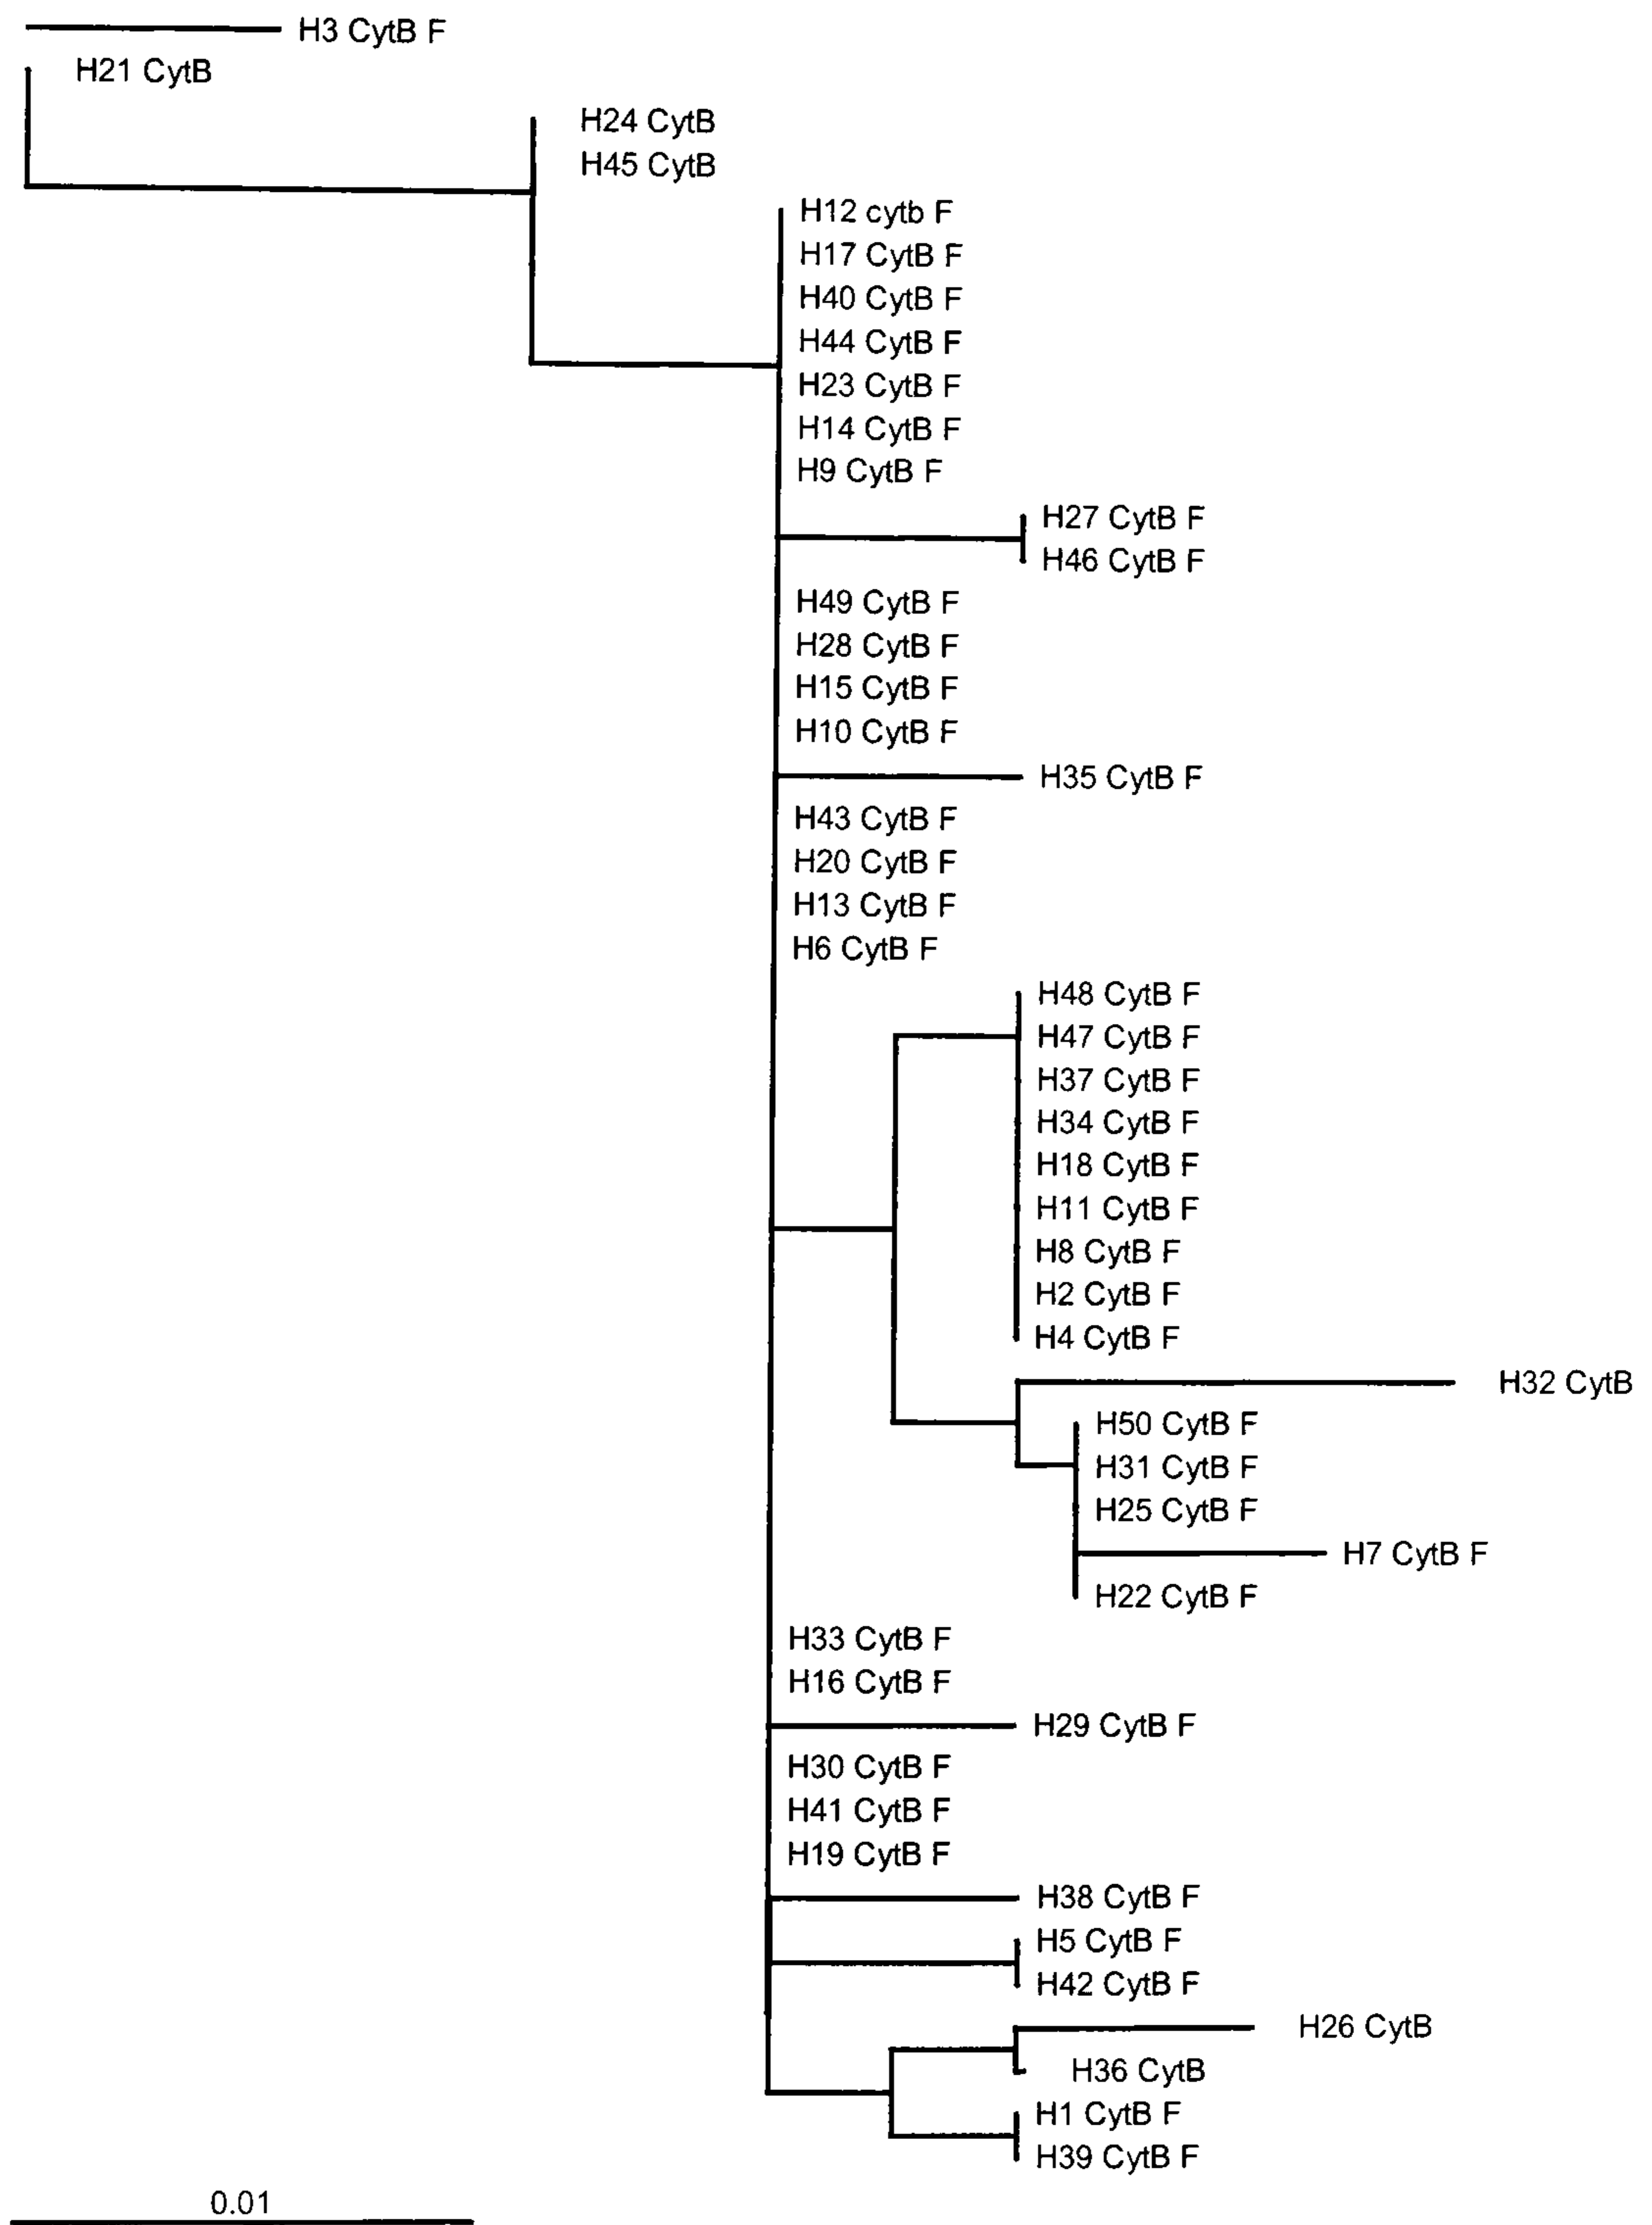 H3 CytB F
H21 CytB
H24 CytB
H45 CytB
H12 cytb F
H17 CytB F
H40 CytB F
H44 CytB F
H23 CytB F
H14 CytB F
H9 CytB F
H27 CytB F
H46 CytB F
H49 CytB F
H28 CytB F
H15 CytB F
H10 CytB F
H35 CytB F
H43 CytB F
H20 CytB F
H13 CytB F
H6 CytB F
H48 CytB F
H47 CytB F
H37 CytB F
H34 CytB F
H18 CytB F
H11 CytB F
H8 CytB F
H2 CytB F
H4 CytB F
H32 CytB
H50 CytB F
H31 CytB F
H25 CytB F
H7 CytB F
H22 CytB F
H33 CytB F
H16 CytB F
H29 CytB F
H30 CytB F
H41 CytB F
H19 CytB F
H38 CytB F
H5 CytB F
H42 CytB F
H26 CytB
H36 CytB
H1 CytB F
H39 CytB F
0.01